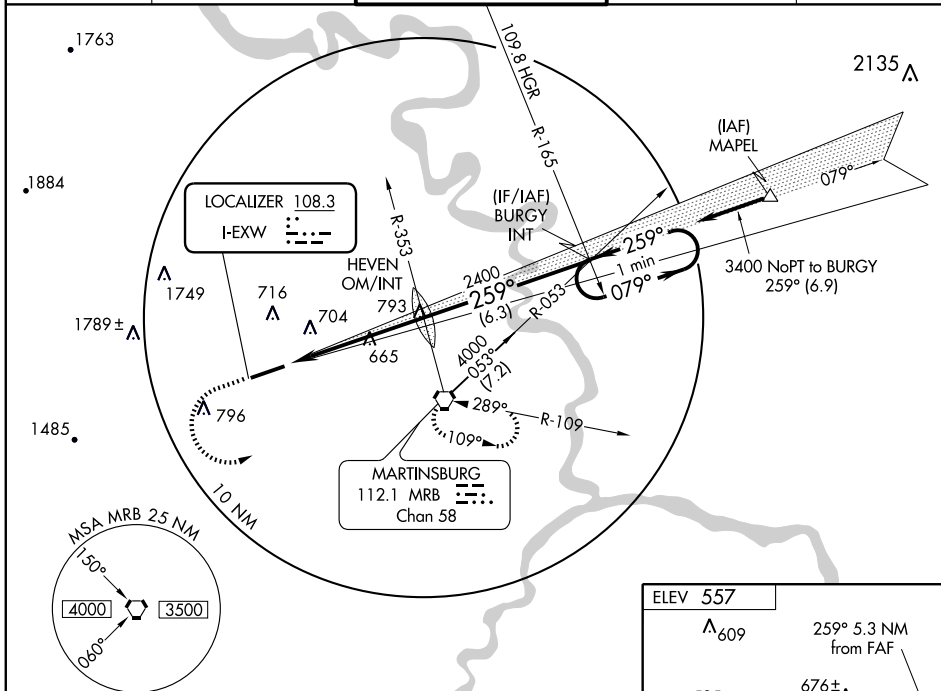 1763
2135
109.8 HGR R-165
(IAF)
MAPEL
079°
1884
LOCALIZER 108.3
I-EXW
R-353
(IF/IAF)
BURGY
INT
259°
1 min
079°
3400 NoPT to BURGY
259° (6.9)
HEVEN
OM/INT
2400
259°
(6.3)
R-053
1749
716
704
793
1789 ±
665
4000
053°
(7.2)
796
289°
R-109
109°
1485
MARTINSBURG
112.1 MRB
Chan 58
10 NM
MSA MRB 25 NM
150°
4000
3500
060°
ELEV 557
609
259° 5.3 NM
from FAF
676±